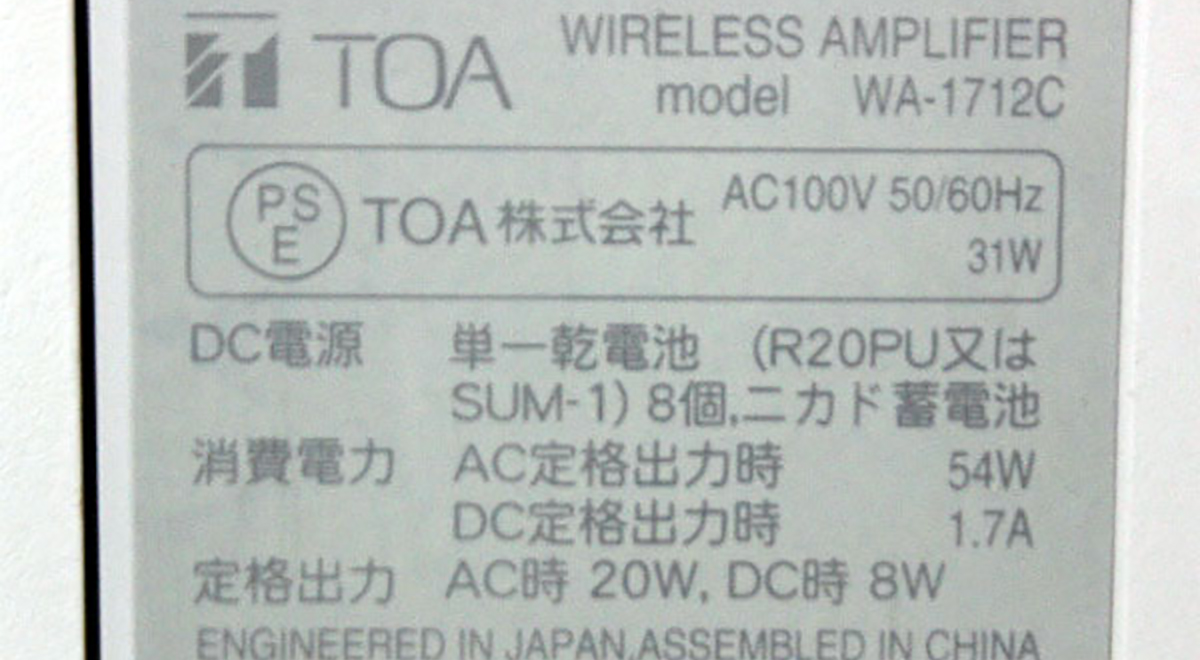 TOA WIRELESS AMPLIFIER
model WA-1712C
PSE TOA株式会社 AC100V 50/60Hz
31W
DC電源 単一乾電池 (R20PU又は
SUM-1) 8個,ニカド蓄電池
消費電力 AC定格出力時 54W
DC定格出力時 1.7A
定格出力 AC時 20W, DC時 8W
ENGINEERED IN JAPAN,ASSEMBLED IN CHINA